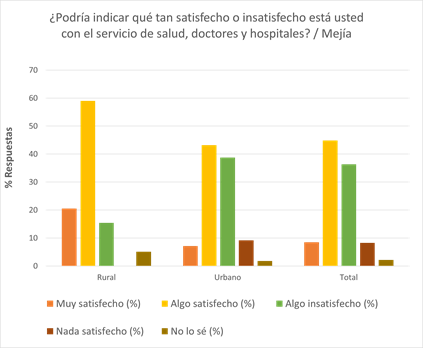 ¿Podría indicar qué tan satisfecho o insatisfecho está usted
con el servicio de salud, doctores y hospitales? / Mejía
% Respuestas
70
60
50
40
30
20
10
0
Rural Urbano Total
Muy satisfecho (%) Algo satisfecho (%) Algo insatisfecho (%)
Nada satisfecho (%) No lo sé (%)